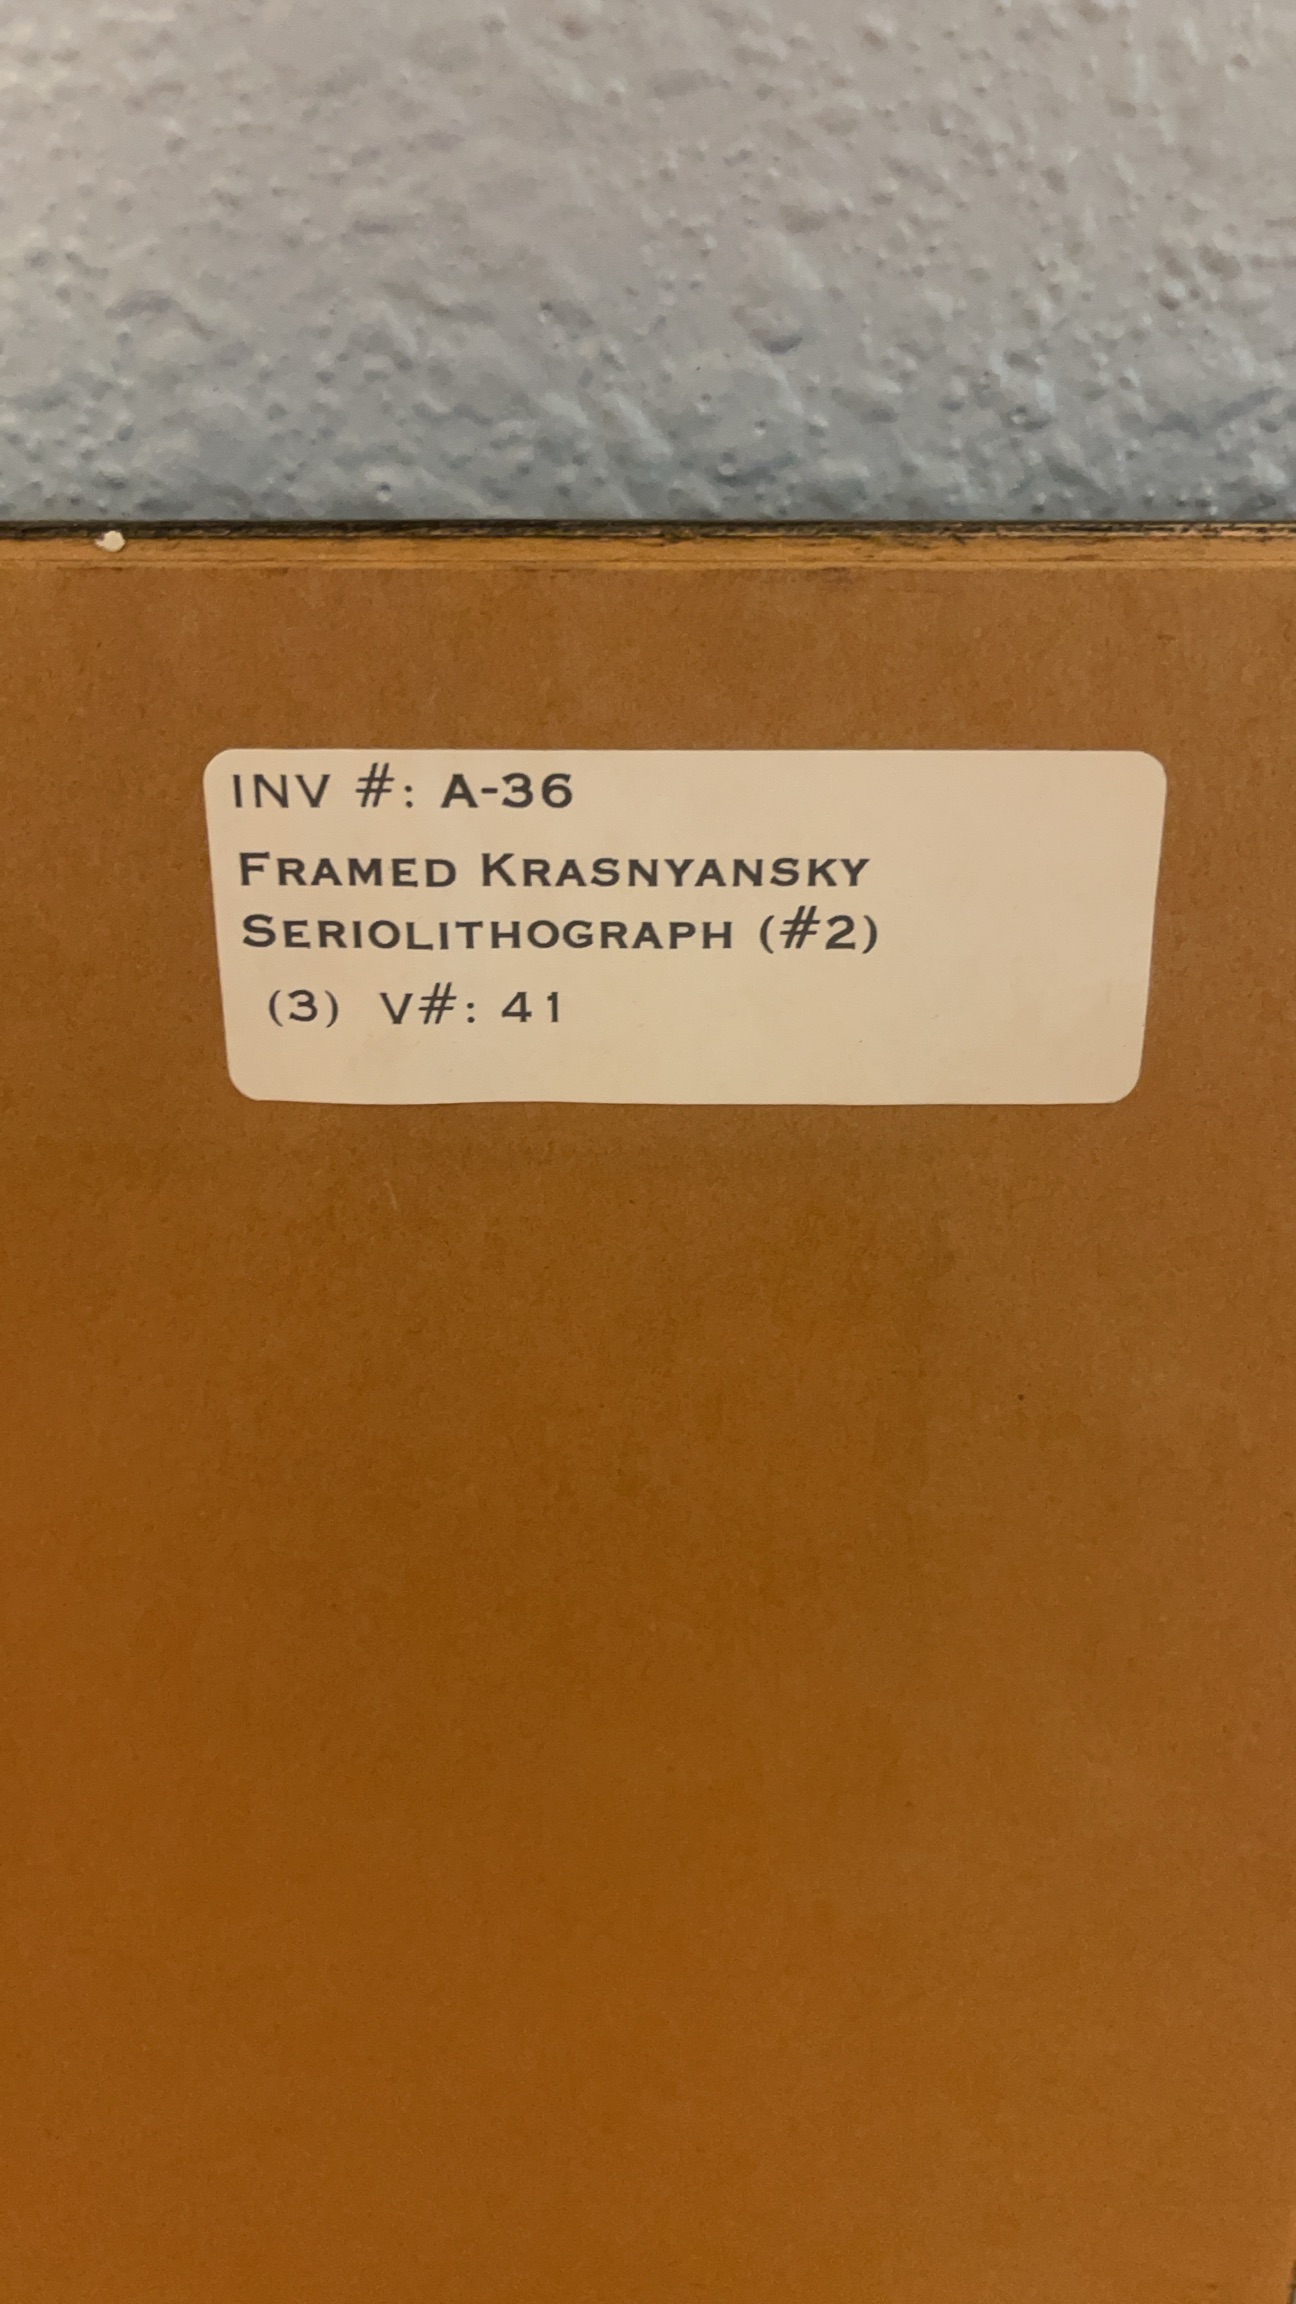 INV #: A-36
FRAMED KRASNYANSKY
SERIOLITHOGRAPH (#2)
(3) V#: 41